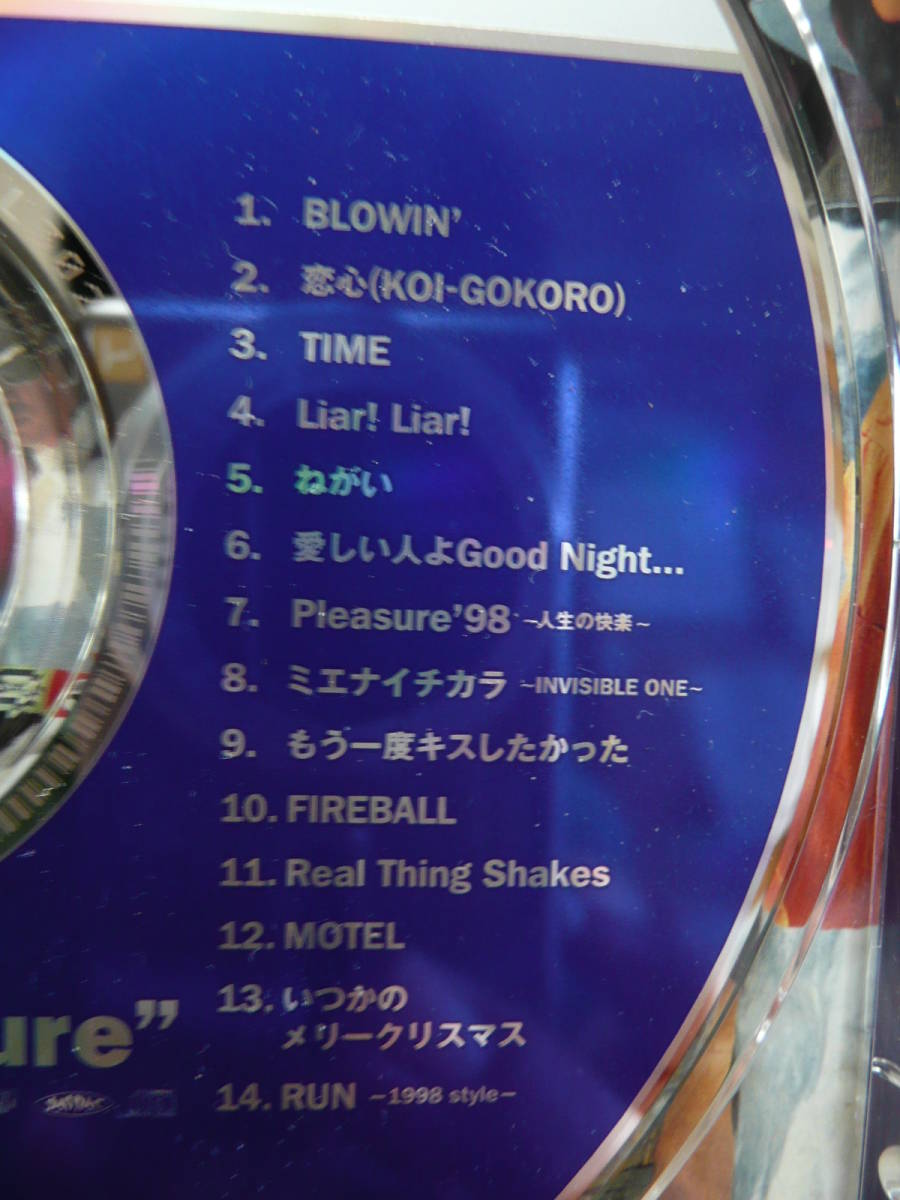 1. BLOWIN’
2. 恋心(KOI-GOKORO)
3. TIME
4. Liar! Liar!
5. ねがい
6. 愛しい人よGood Night...
7. Pleasure’98 ~人生の快楽~
8. ミエナイチカラ ~INVISIBLE ONE~
9. もう一度キスしたかった
10. FIREBALL
11. Real Thing Shakes
12. MOTEL
13. いつかの
メリークリスマス
ure”
14. RUN ~1998 style~